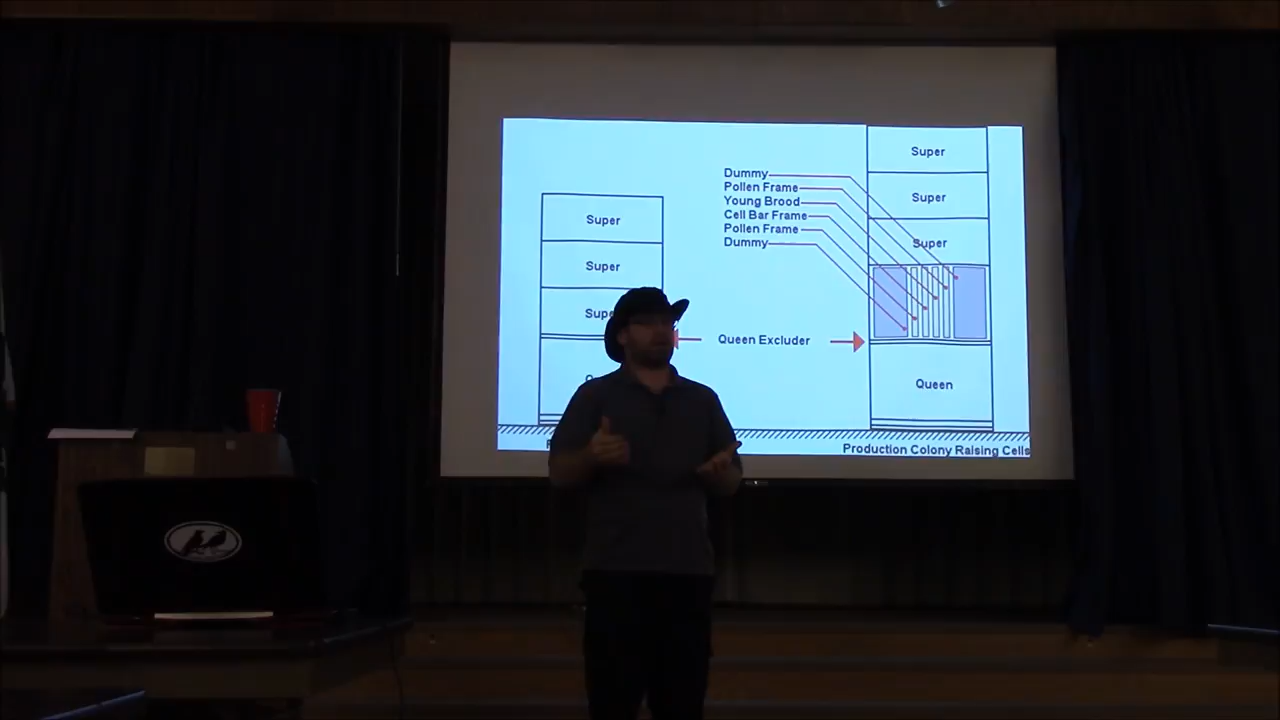 Super
Super
Super
Super
Super
Super
Dummy
Pollen Frame
Young Brood
Cell Bar Frame
Pollen Frame
Dummy
Queen Excluder
Queen
Production Colony Raising Cells